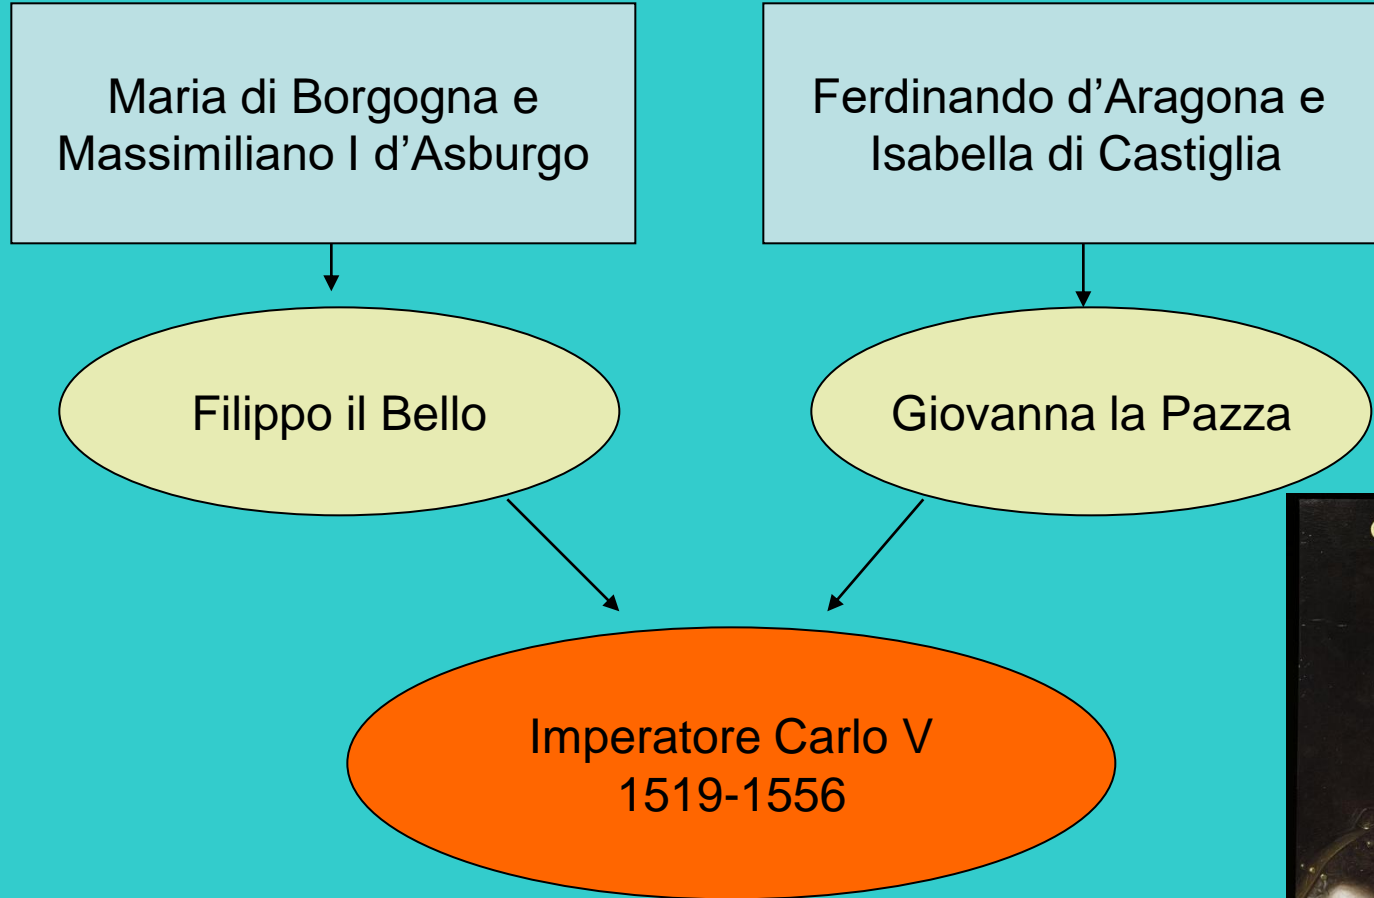 Maria di Borgogna e
Massimiliano I d’Asburgo
Ferdinando d’Aragona e
Isabella di Castiglia
Filippo il Bello
Giovanna la Pazza
Imperatore Carlo V
1519-1556